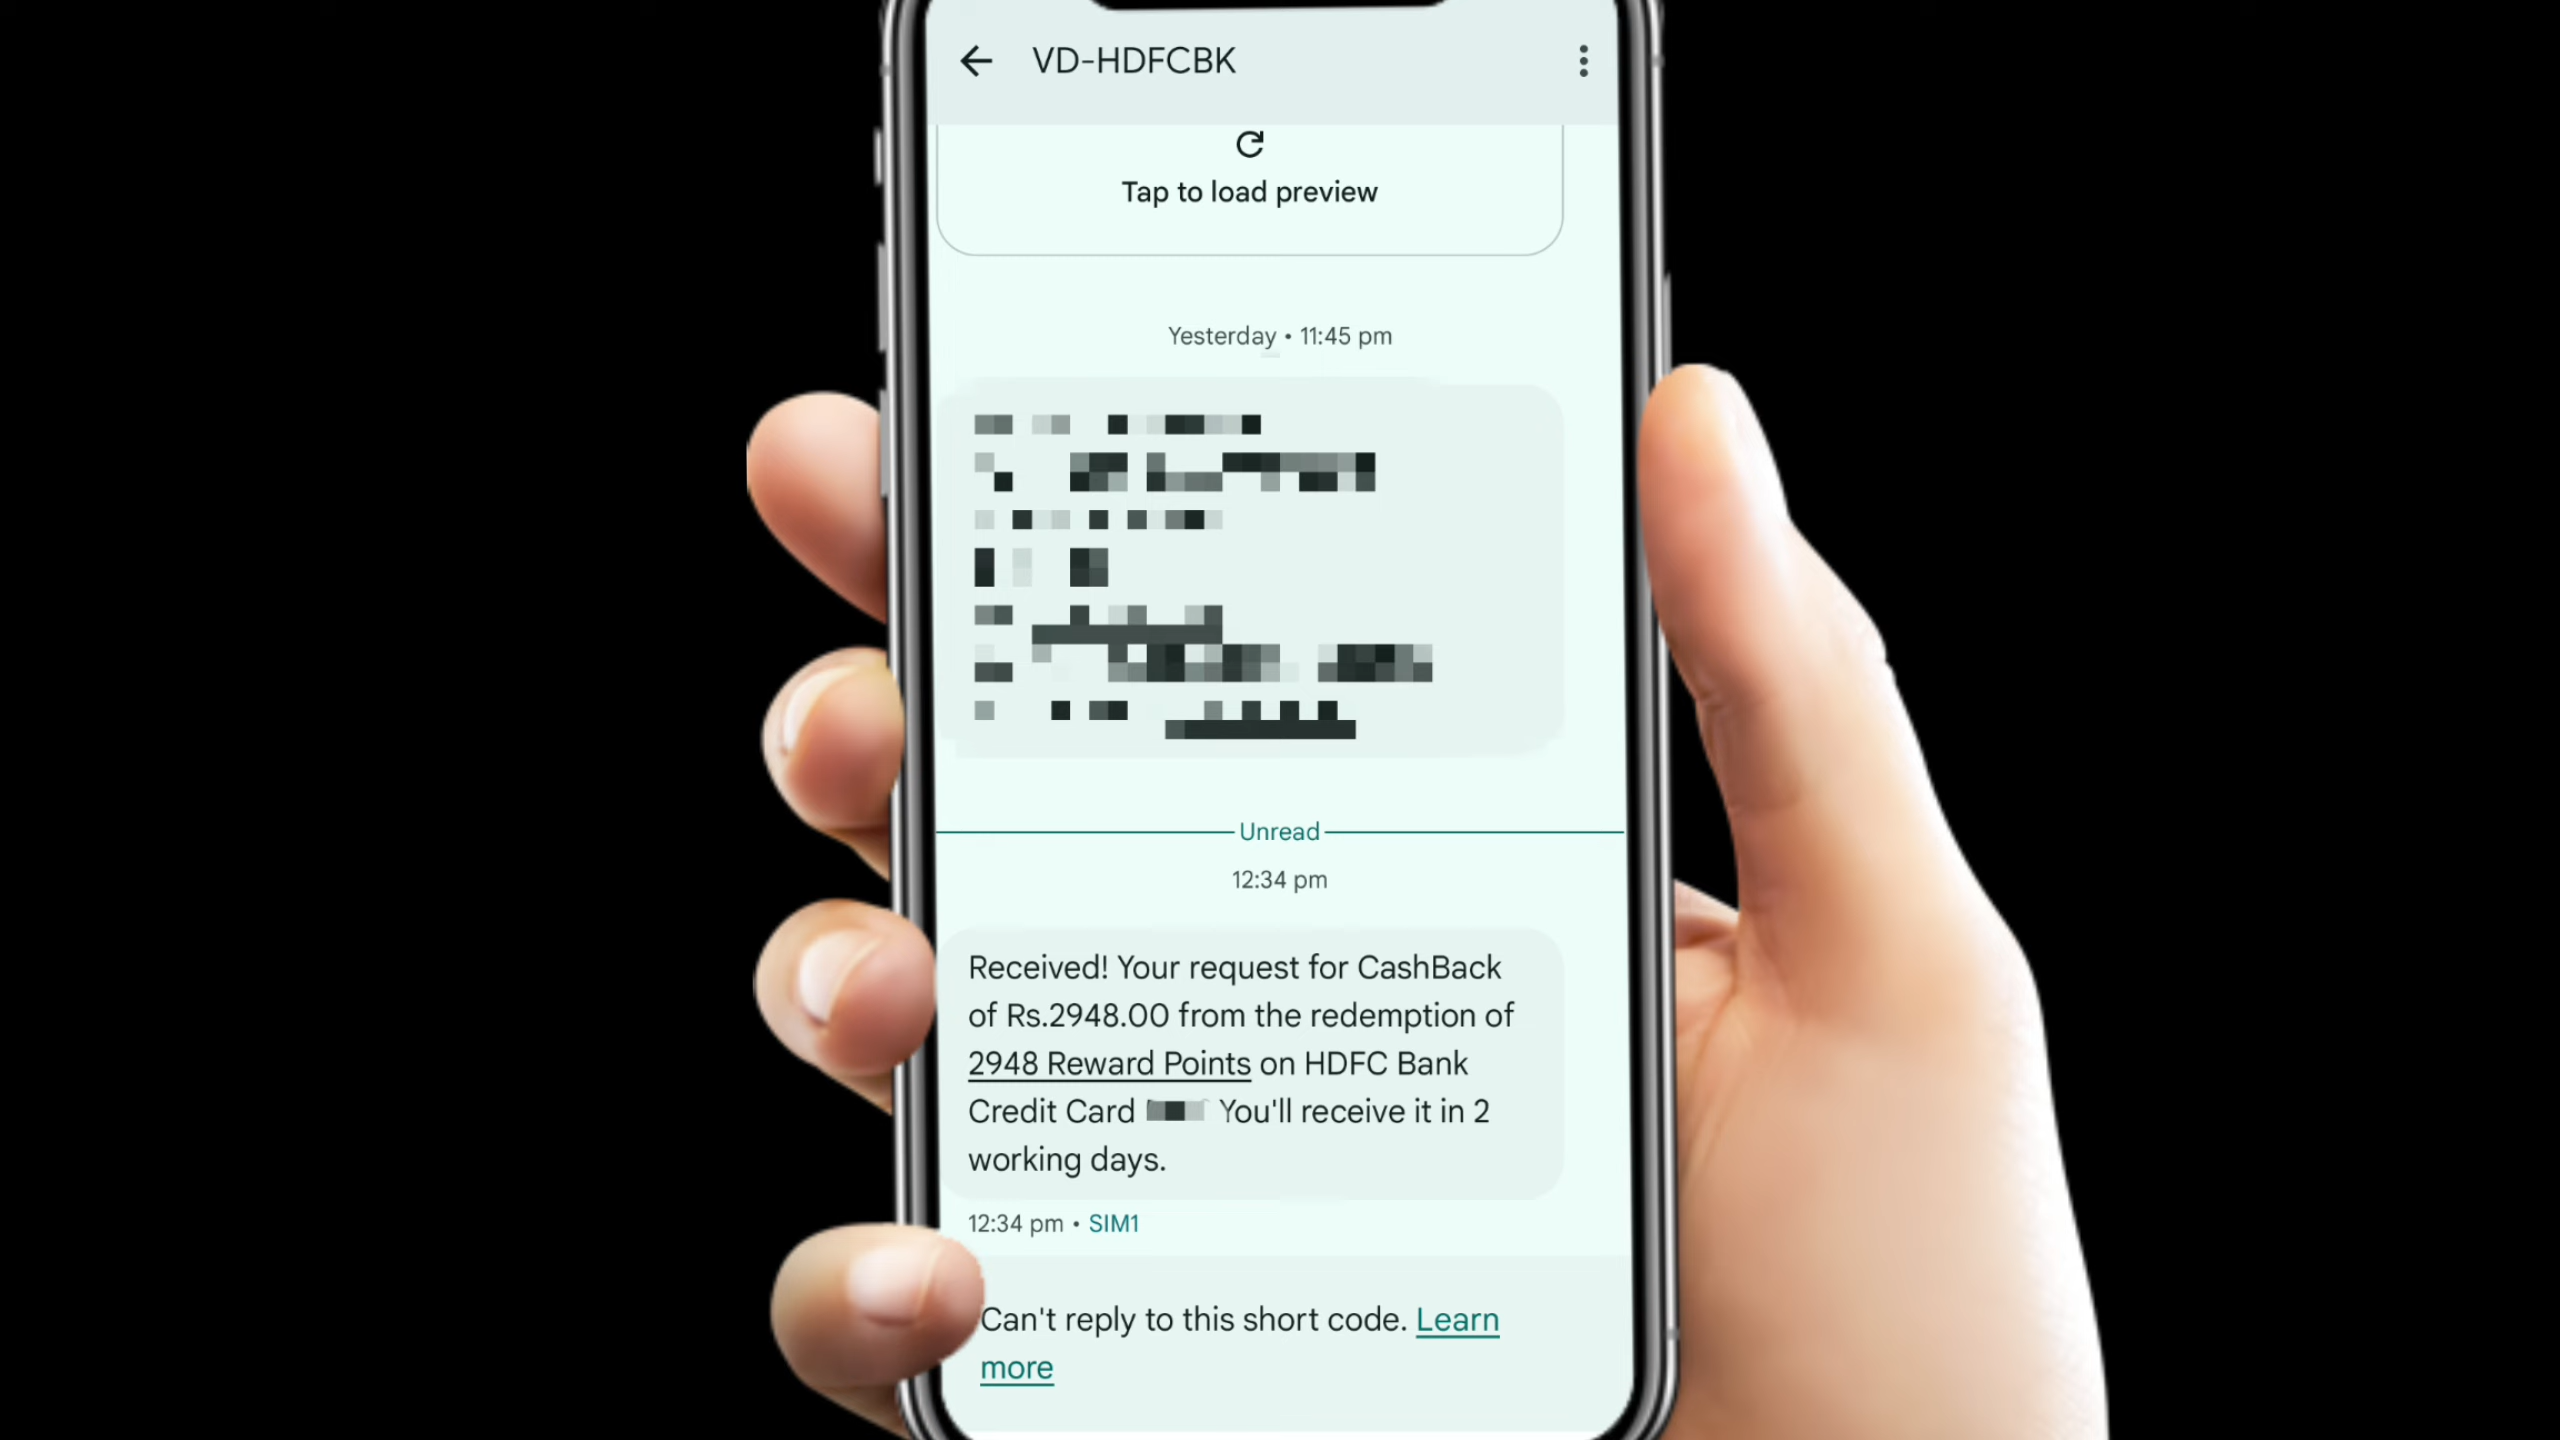 VD-HDFCBK
Tap to load preview
Yesterday • 11:45 pm
Unread
12:34 pm
Received! Your request for CashBack
of Rs.2948.00 from the redemption of
2948 Reward Points on HDFC Bank
Credit Card You'll receive it in 2
working days.
12:34 pm • SIM1
Can't reply to this short code. Learn
more